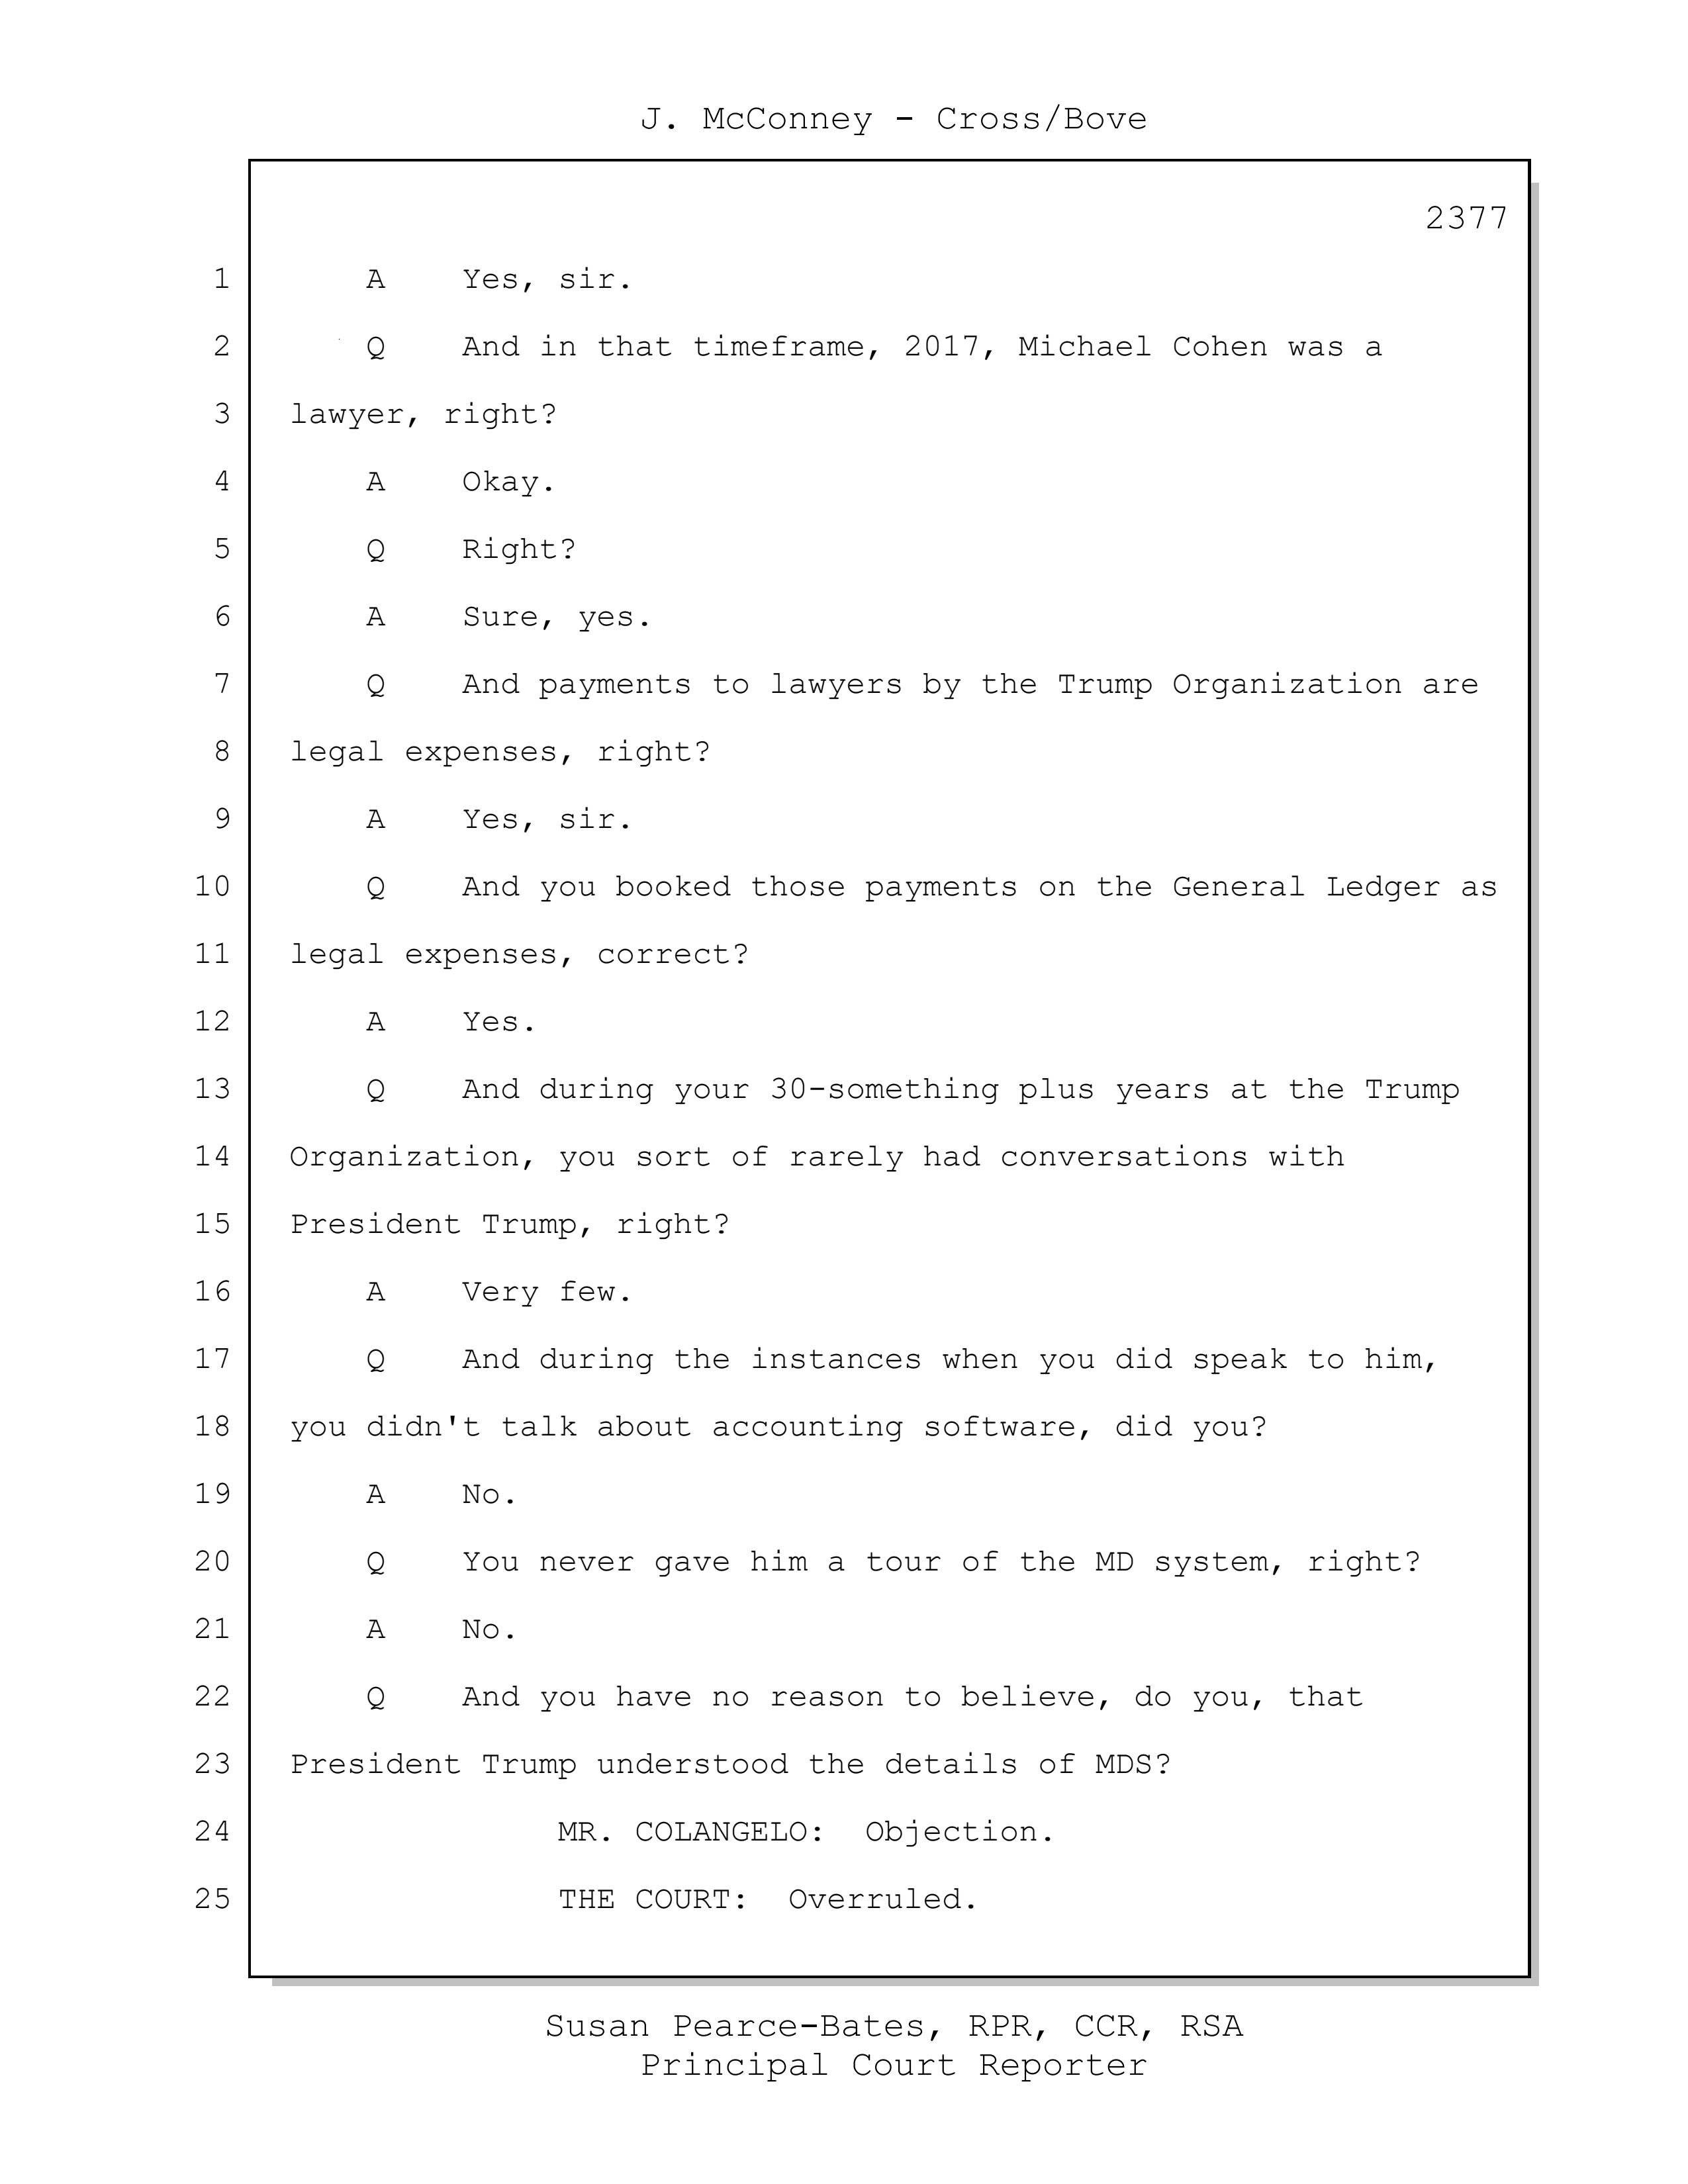 J. McConney - Cross/Bove
2377
1 A Yes, sir.
2 Q And in that timeframe, 2017, Michael Cohen was a
3 lawyer, right?
4 A Okay.
5 Q Right?
6 A Sure, yes.
7 Q And payments to lawyers by the Trump Organization are
8 legal expenses, right?
9 A Yes, sir.
10 Q And you booked those payments on the General Ledger as
11 legal expenses, correct?
12 A Yes.
13 Q And during your 30-something plus years at the Trump
14 Organization, you sort of rarely had conversations with
15 President Trump, right?
16 A Very few.
17 Q And during the instances when you did speak to him,
18 you didn't talk about accounting software, did you?
19 A No.
20 Q You never gave him a tour of the MD system, right?
21 A No.
22 Q And you have no reason to believe, do you, that
23 President Trump understood the details of MDS?
24 MR. COLANGELO: Objection.
25 THE COURT: Overruled.
Susan Pearce-Bates, RPR, CCR, RSA
Principal Court Reporter